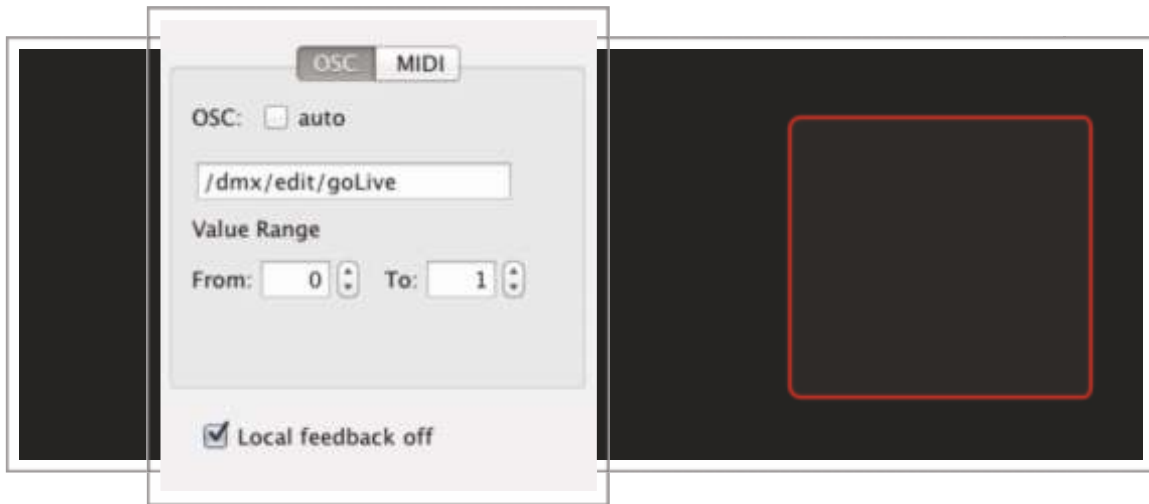 OSC MIDI
OSC: auto
/dmx/edit/goLive
Value Range
From: 0 To: 1
Local feedback off